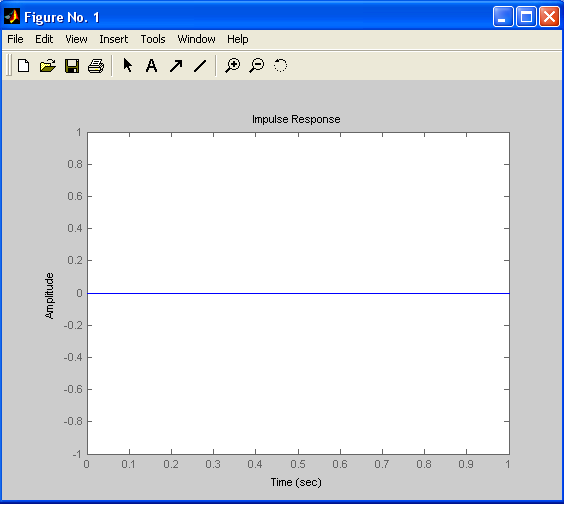 Figure No. 1
File Edit View Insert Tools Window Help
A
Impulse Response
1
0.8
0.6
0.4
0.2
0
-0.2
-0.4
-0.6
-0.8
-1
Amplitude
0 0.1 0.2 0.3 0.4 0.5 0.6 0.7 0.8 0.9 1
Time (sec)